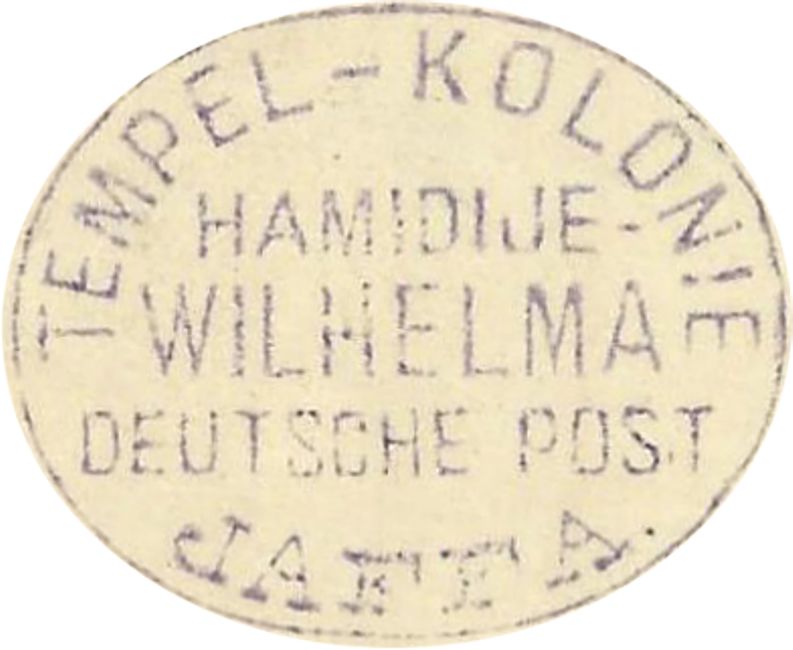 TEMPEL-KOLONIE
HAMIDIJE-
WILHELMA
DEUTSCHE POST
JAFFA.